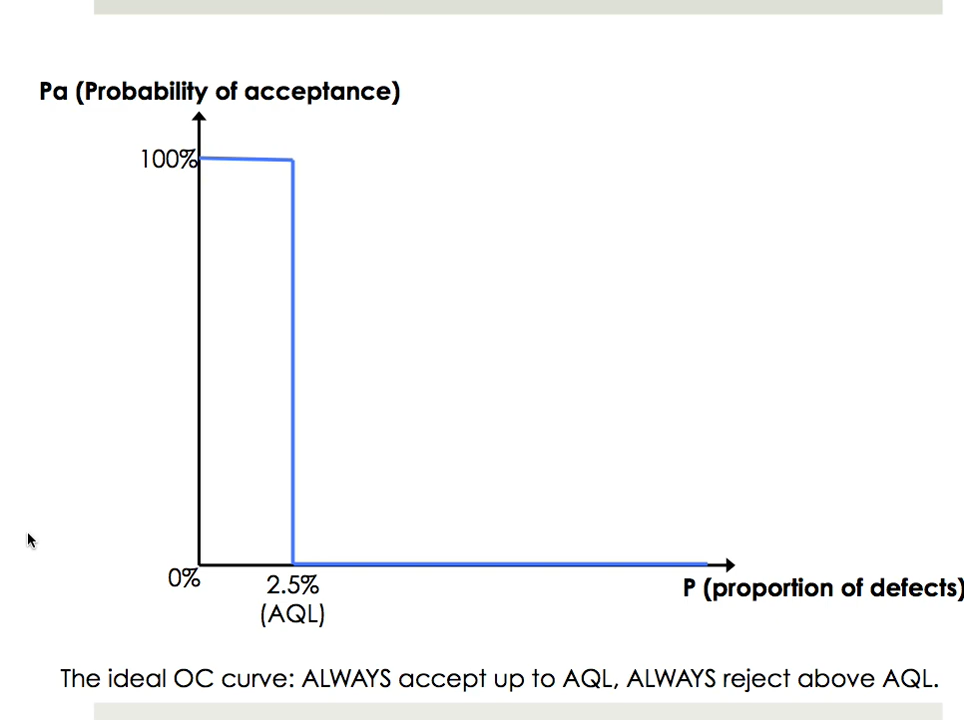 Pa (Probability of acceptance)
100%
0%
2.5%
(AQL)
P (proportion of defects)
The ideal OC curve: ALWAYS accept up to AQL, ALWAYS reject above AQL.